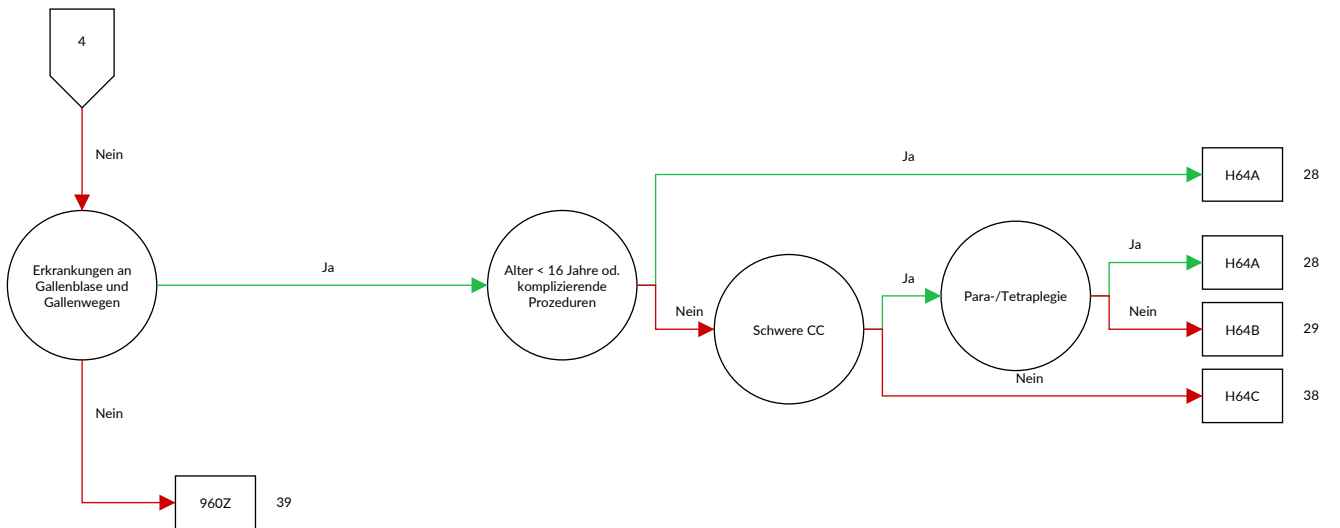 4
Nein
Ja
H64A 28
Erkrankungen an
Gallenblase und
Gallenwegen
Ja
Alter < 16 Jahre od.
komplizierende
Prozeduren
Nein
Schwere CC
Ja
Para-/Tetraplegie
Ja
H64A 28
Nein
H64B 29
Nein
H64C 38
Nein
960Z 39